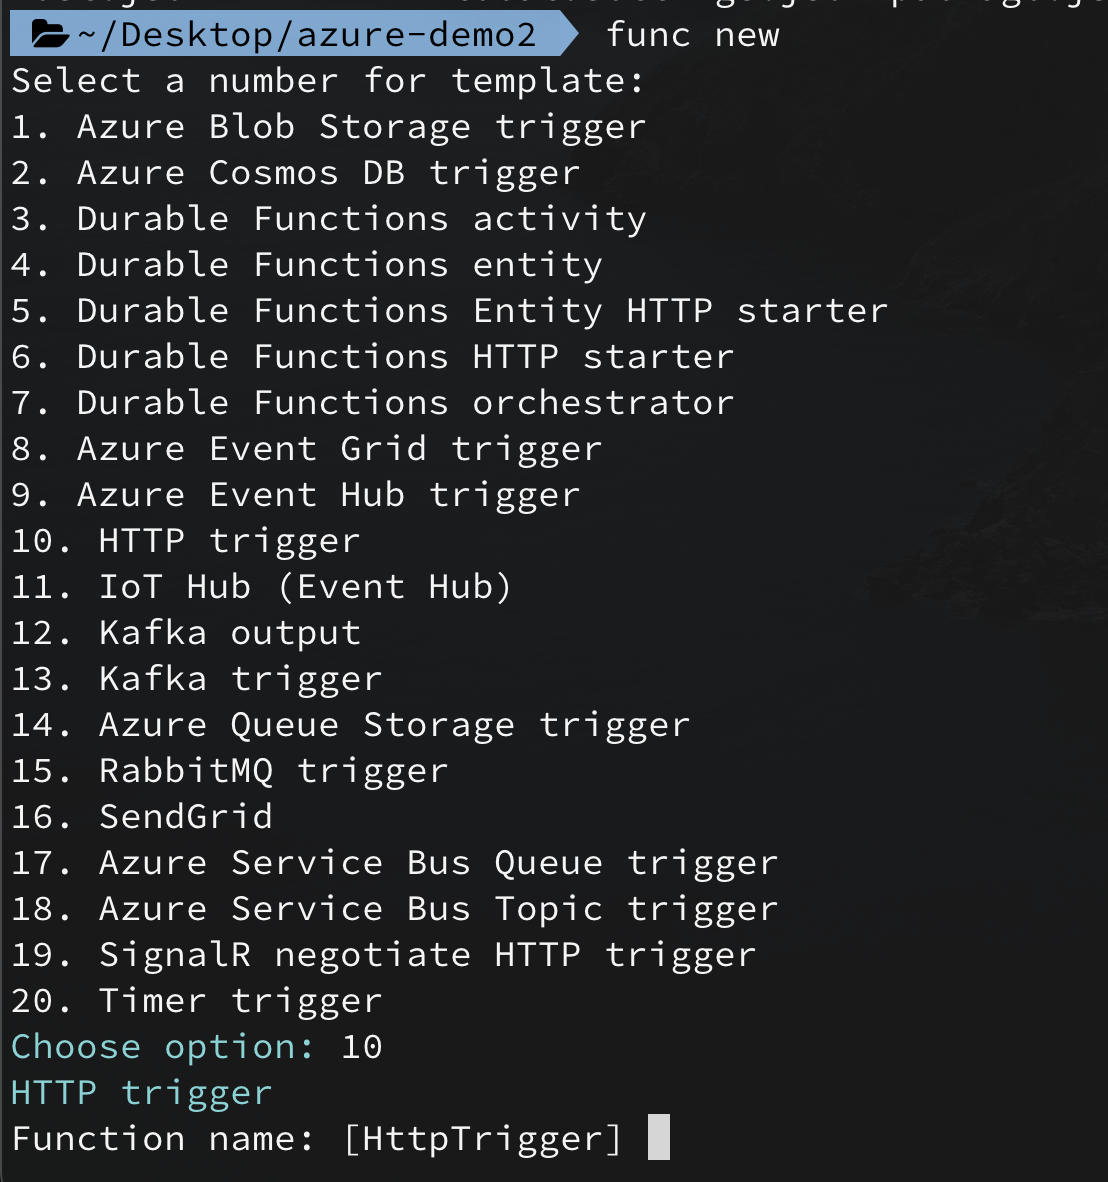 ~/Desktop/azure-demo2 func new
Select a number for template:
1. Azure Blob Storage trigger
2. Azure Cosmos DB trigger
3. Durable Functions activity
4. Durable Functions entity
5. Durable Functions Entity HTTP starter
6. Durable Functions HTTP starter
7. Durable Functions orchestrator
8. Azure Event Grid trigger
9. Azure Event Hub trigger
10. HTTP trigger
11. IoT Hub (Event Hub)
12. Kafka output
13. Kafka trigger
14. Azure Queue Storage trigger
15. RabbitMQ trigger
16. SendGrid
17. Azure Service Bus Queue trigger
18. Azure Service Bus Topic trigger
19. SignalR negotiate HTTP trigger
20. Timer trigger
Choose option: 10
HTTP trigger
Function name: [HttpTrigger]